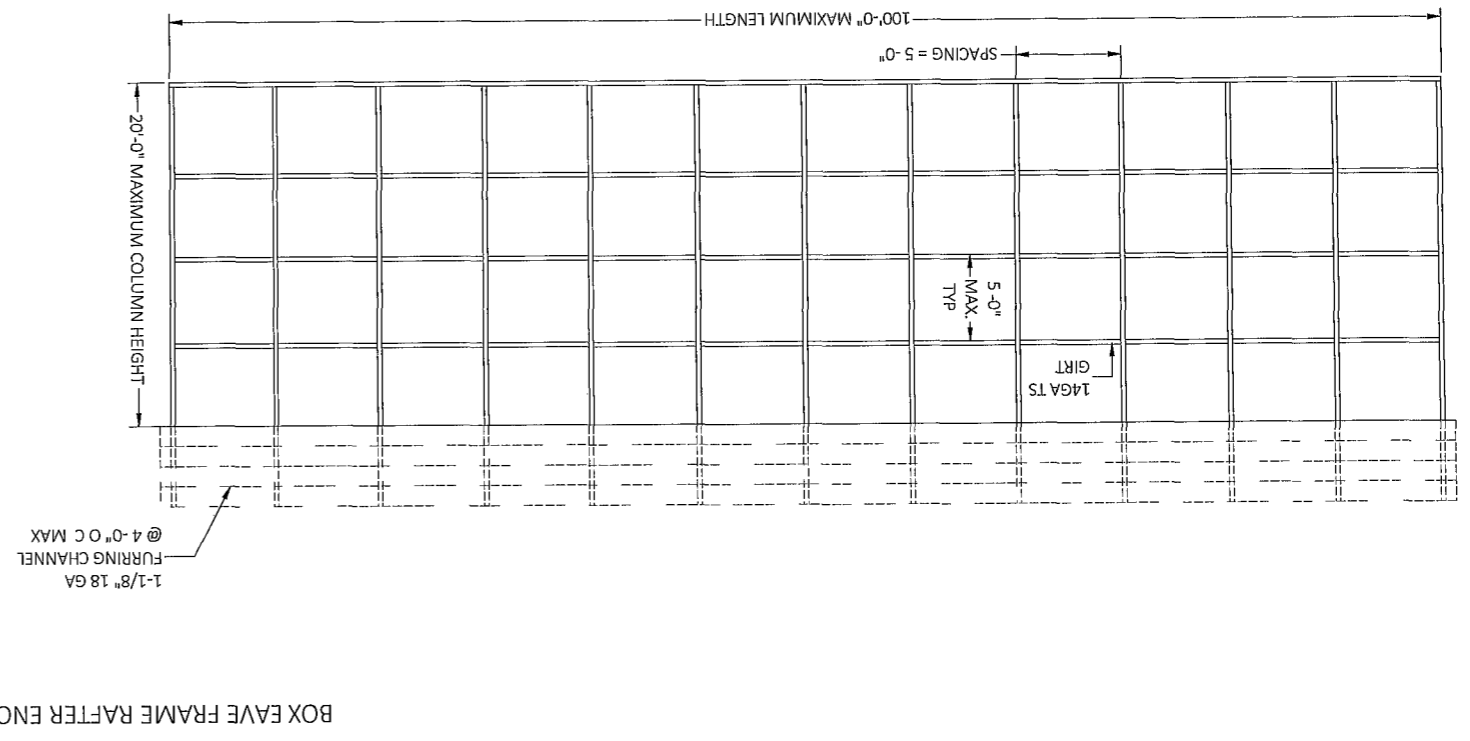 BOX EAVE FRAME RAFTER ENC
1-1/8" 18 GA
FURRING CHANNEL
@ 4 -0" O C MAX
14GA TS
GIRT
5 -0"
MAX.
TYP
20'-0" MAXIMUM COLUMN HEIGHT
SPACING = 5 -0"
100'-0" MAXIMUM LENGTH